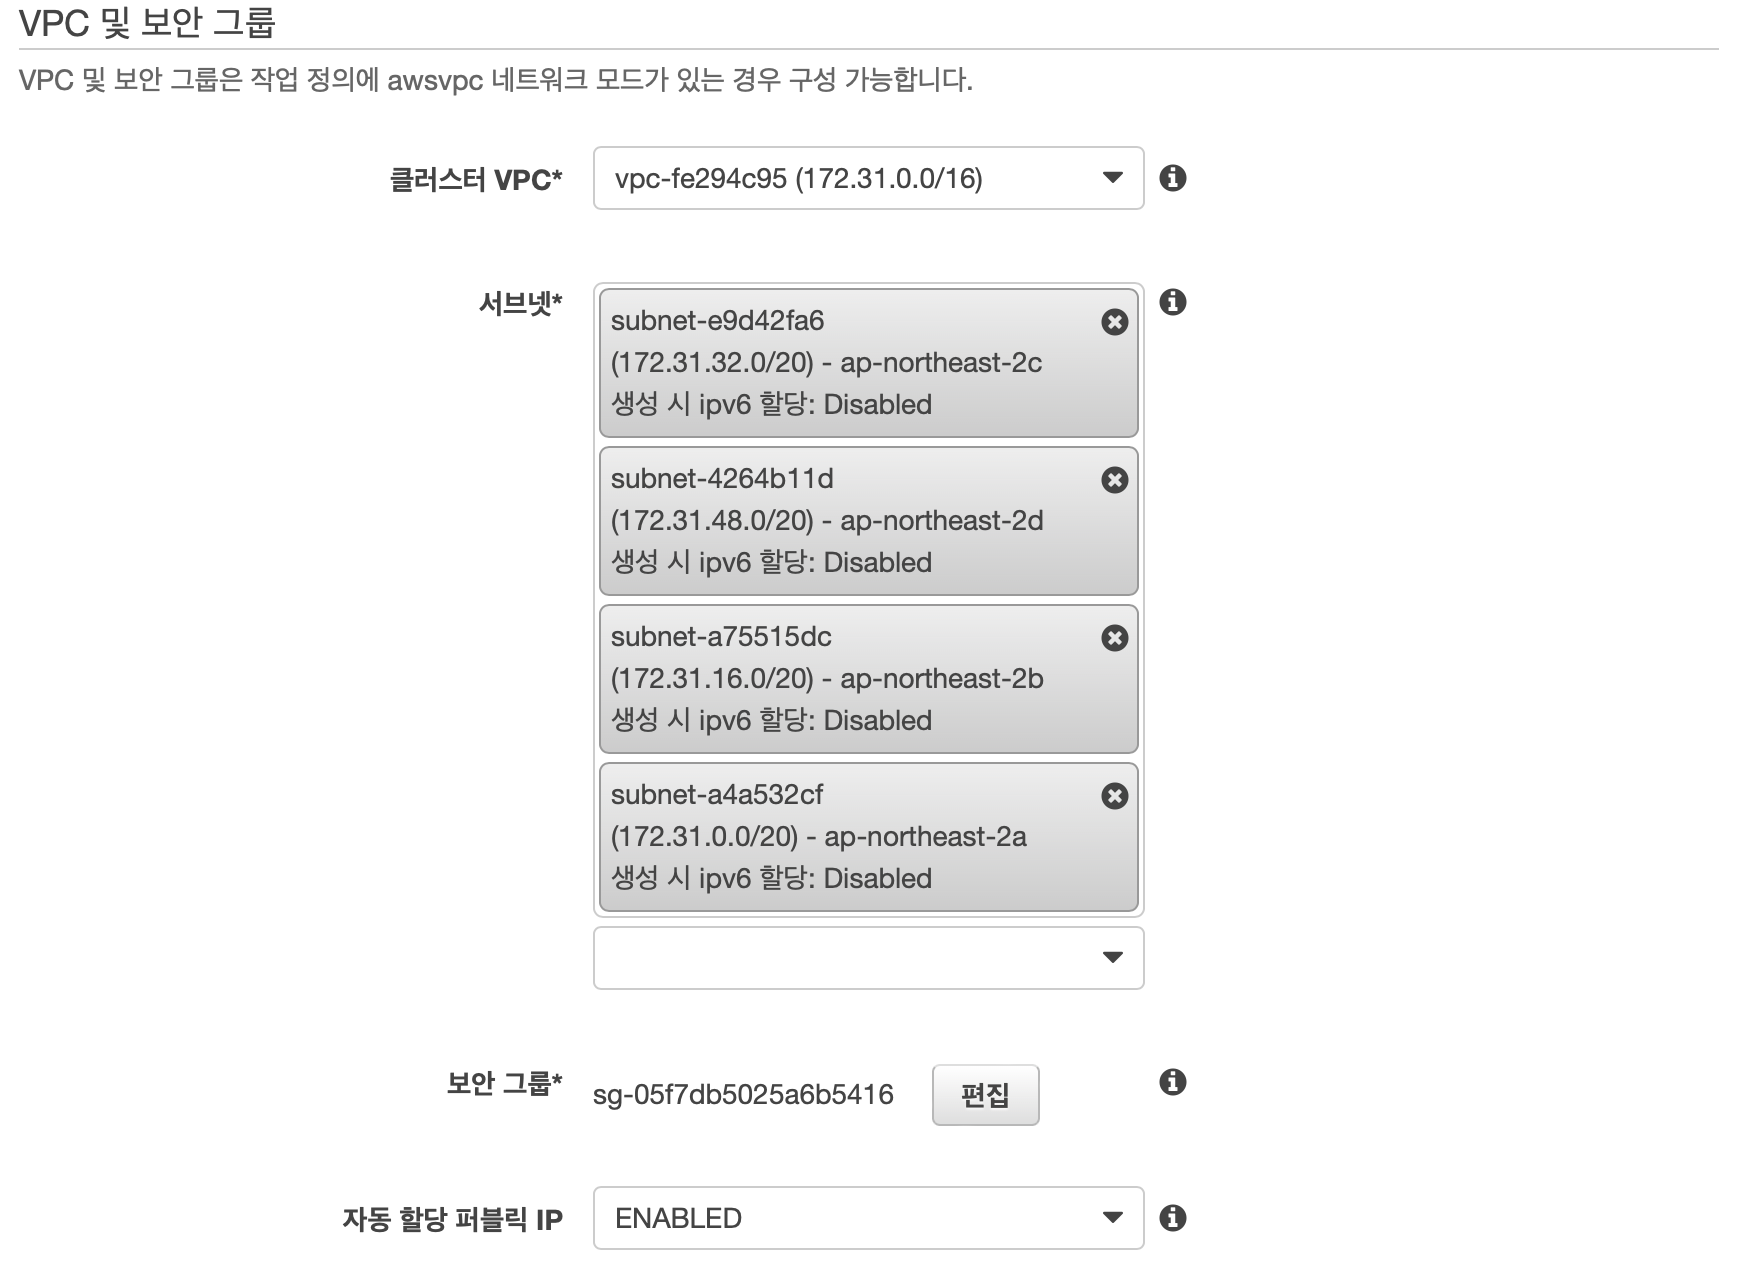 VPC 및 보안 그룹
VPC 및 보안 그룹은 작업 정의에 awsvpc 네트워크 모드가 있는 경우 구성 가능합니다.
클러스터 VPC* vpc-fe294c95 (172.31.0.0/16)
서브넷*
subnet-e9d42fa6
(172.31.32.0/20) - ap-northeast-2c
생성 시 ipv6 할당: Disabled
subnet-4264b11d
(172.31.48.0/20) - ap-northeast-2d
생성 시 ipv6 할당: Disabled
subnet-a75515dc
(172.31.16.0/20) - ap-northeast-2b
생성 시 ipv6 할당: Disabled
subnet-a4a532cf
(172.31.0.0/20) - ap-northeast-2a
생성 시 ipv6 할당: Disabled
보안 그룹* sg-05f7db5025a6b5416 편집
자동 할당 퍼블릭 IP ENABLED